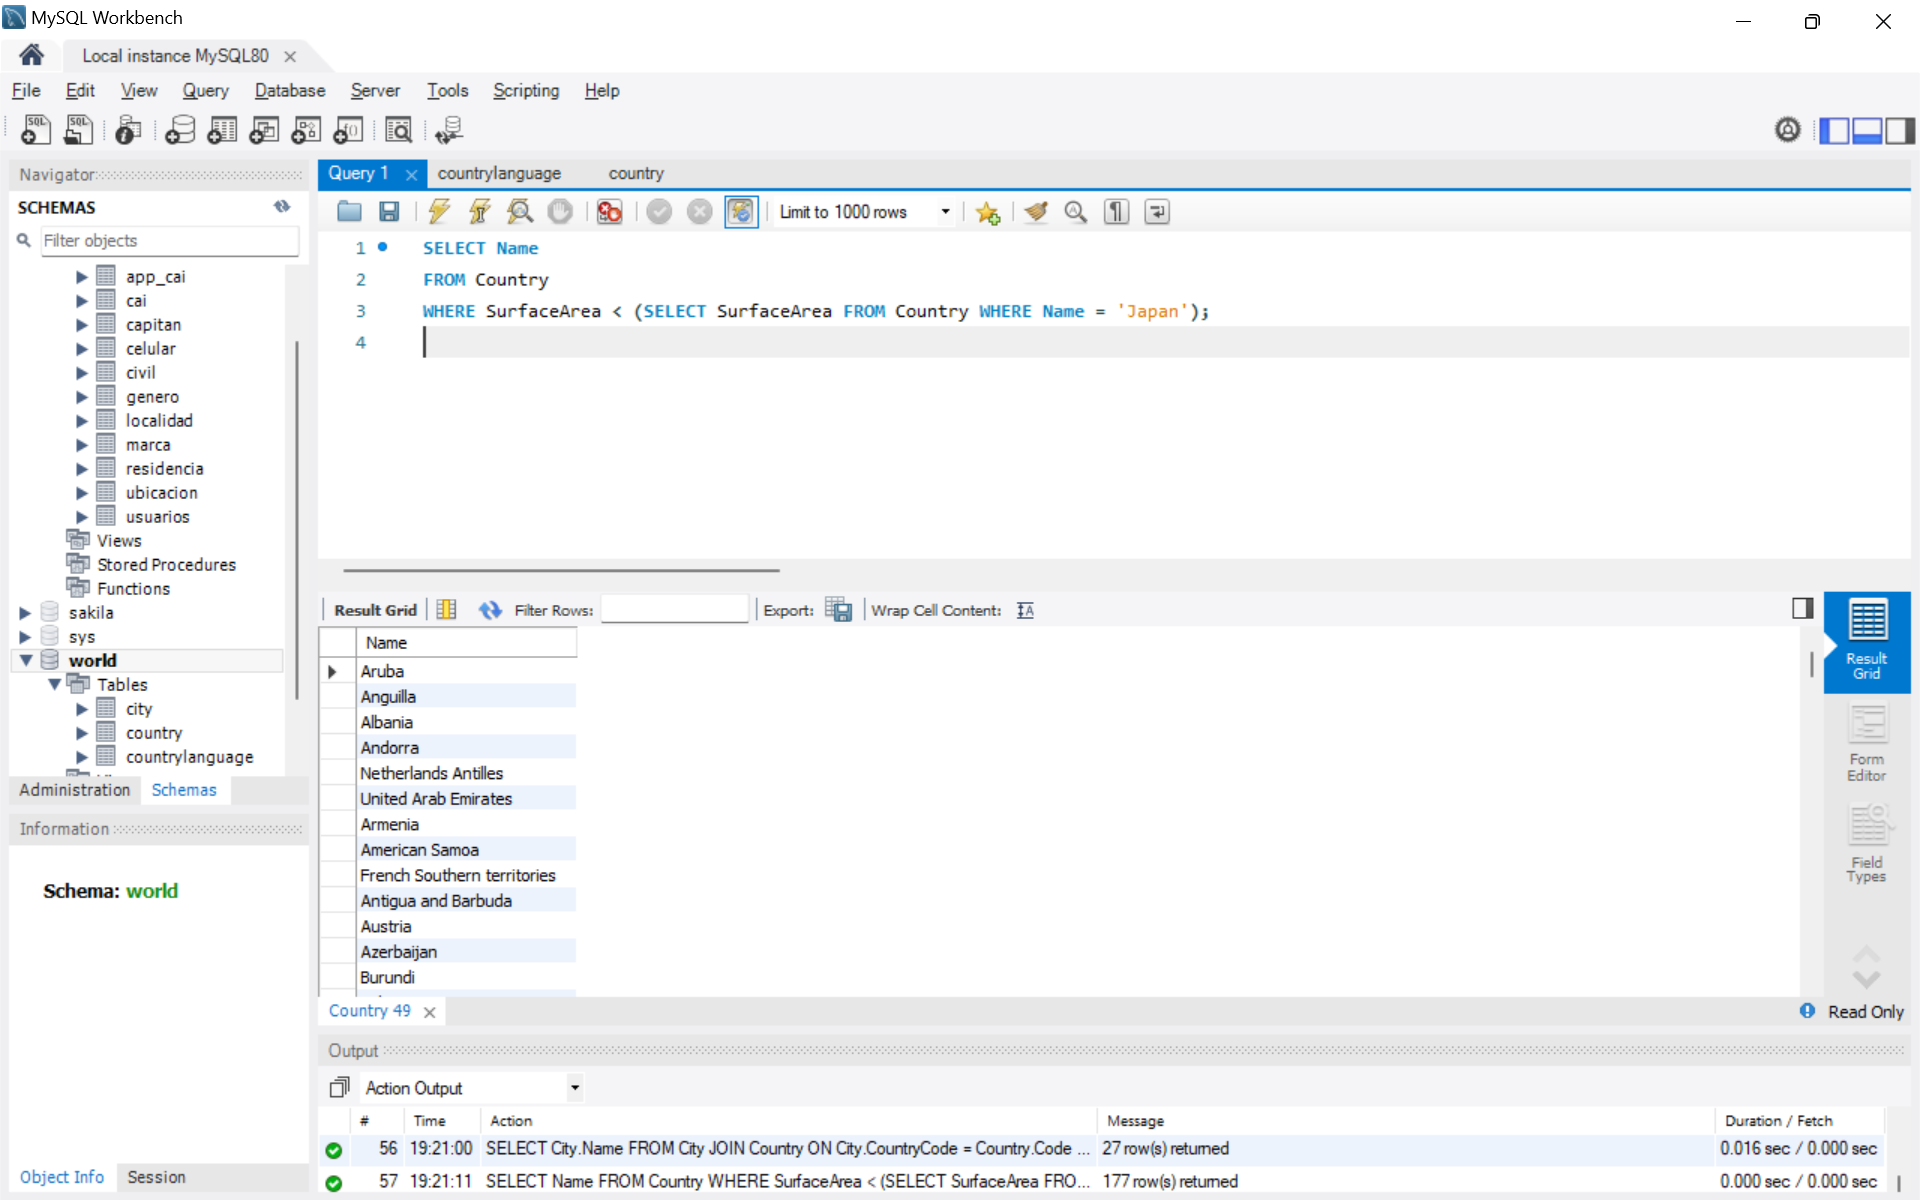 MySQL Workbench
Local instance MySQL80
File Edit View Query Database Server Tools Scripting Help
Navigator
SCHEMAS
Filter objects
app_cai
cai
capitan
celular
civil
genero
localidad
marca
residencia
ubicacion
usuarios
Views
Stored Procedures
Functions
sakila
sys
world
Tables
city
country
countrylanguage
Administration Schemas
Information
Schema: world
Object Info Session
Query 1 countrylanguage country
Limit to 1000 rows
1 SELECT Name
2 FROM Country
3 WHERE SurfaceArea < (SELECT SurfaceArea FROM Country WHERE Name = 'Japan');
4
Result Grid Filter Rows: Export: Wrap Cell Content:
Name
Aruba
Anguilla
Albania
Andorra
Netherlands Antilles
United Arab Emirates
Armenia
American Samoa
French Southern territories
Antigua and Barbuda
Austria
Azerbaijan
Burundi
Result
Grid
Form
Editor
Field
Types
Country 49
Read Only
Output
Action Output
# Time Action Message Duration / Fetch
56 19:21:00 SELECT City.Name FROM City JOIN Country ON City.CountryCode = Country.Code ... 27 row(s) returned 0.016 sec / 0.000 sec
57 19:21:11 SELECT Name FROM Country WHERE SurfaceArea < (SELECT SurfaceArea FRO... 177 row(s) returned 0.000 sec / 0.000 sec